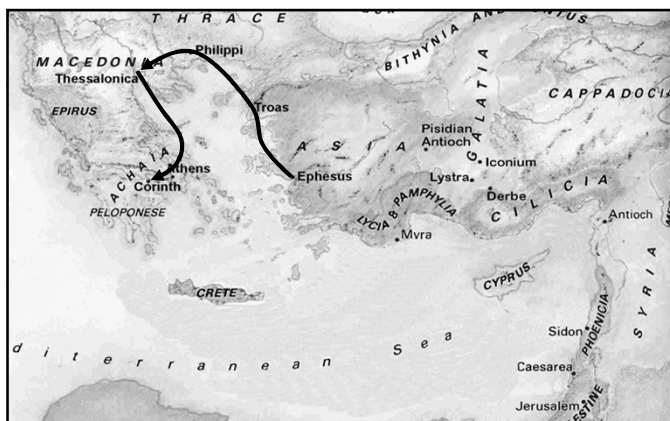 THRACE
BITHYNIA AND PONTUS
MACEDONIA
Philippi
Thessalonica
GALATIA
CAPPADOCIA
EPIRUS
Troas
ASIA
Pisidian
Antioch
Iconium
ACHAIA
Athens
Ephesus
Lystra
Corinth
Derbe
CILICIA
PELOPONESE
LYCIA & PAMPHYLIA
Antioch
Myra
CYPRUS
CRETE
SYRIA
PHOENICIA
Sidon
diterranean Sea
Caesarea
Jerusalem
ESTINE